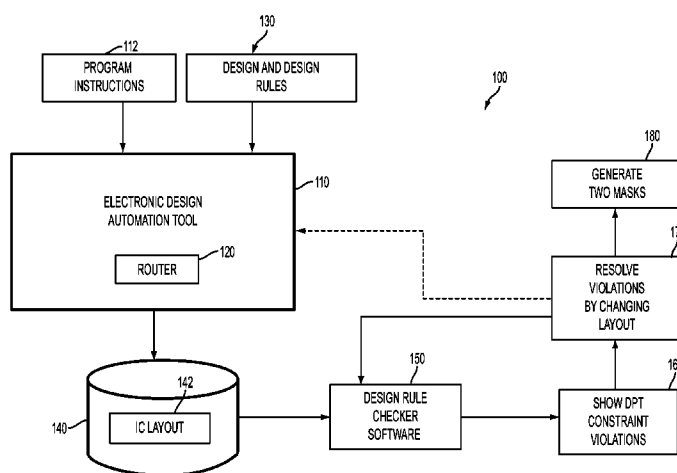 112
130
PROGRAM
INSTRUCTIONS
DESIGN AND DESIGN
RULES
100
180
GENERATE
TWO MASKS
110
ELECTRONIC DESIGN
AUTOMATION TOOL
120
ROUTER
RESOLVE
VIOLATIONS
BY CHANGING
LAYOUT
142
140
IC LAYOUT
150
DESIGN RULE
CHECKER
SOFTWARE
SHOW DPT
CONSTRAINT
VIOLATIONS